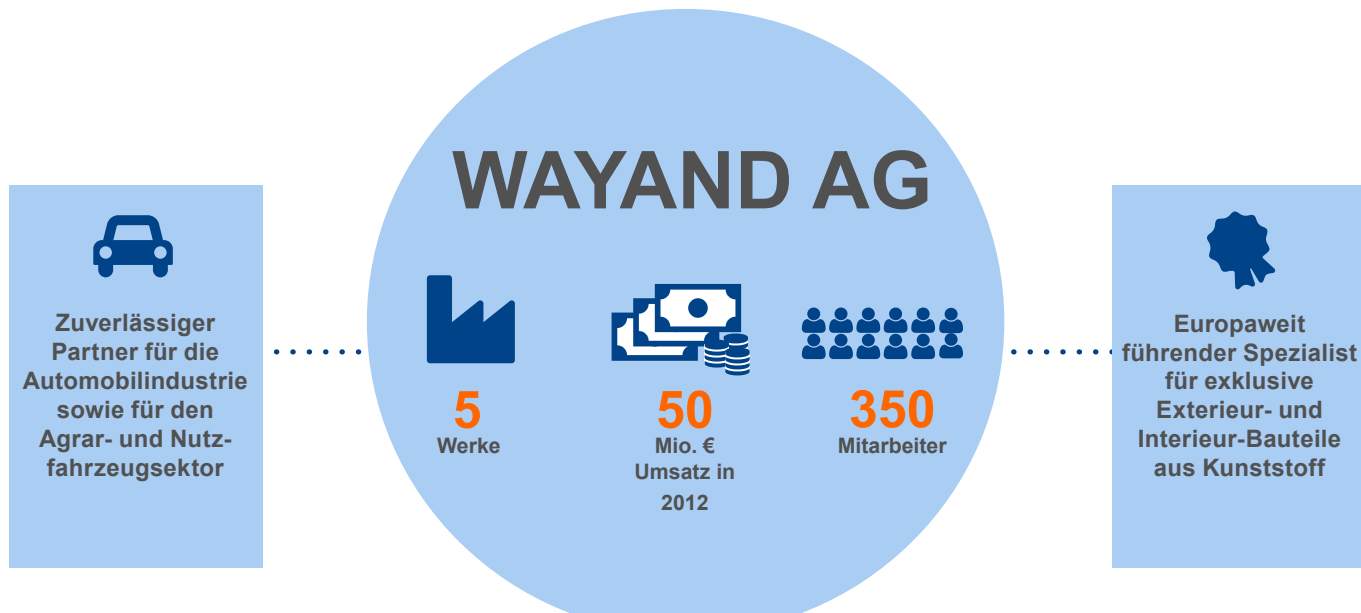 WAYAND AG
Zuverlässiger
Partner für die
Automobilindustrie
sowie für den
Agrar- und Nutz-
fahrzeugsektor
5
Werke
50
Mio. €
Umsatz in
2012
350
Mitarbeiter
Europaweit
führender Spezialist
für exklusive
Exterieur- und
Interieur-Bauteile
aus Kunststoff